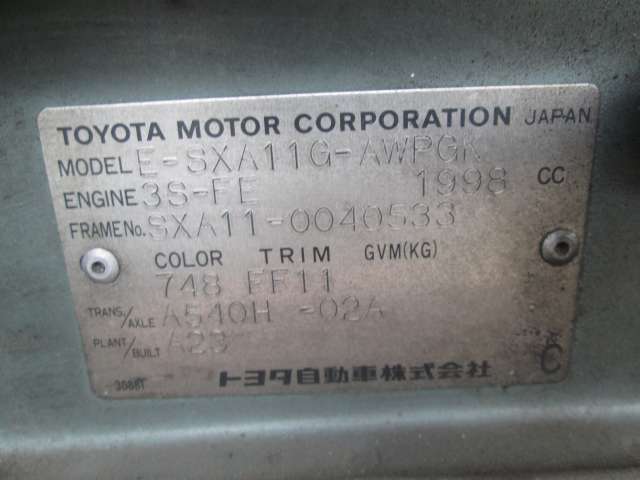 TOYOTA MOTOR CORPORATION JAPAN
MODEL E-SXA11G-AWPGK
ENGINE 3S-FE 1998 CC
FRAME No. SXA11-0040533
COLOR TRIM GVM(KG)
748 FF11
TRANS./AXLE A540H -02A
PLANT/BUILT A23
トヨタ自動車株式会社 C
3688T